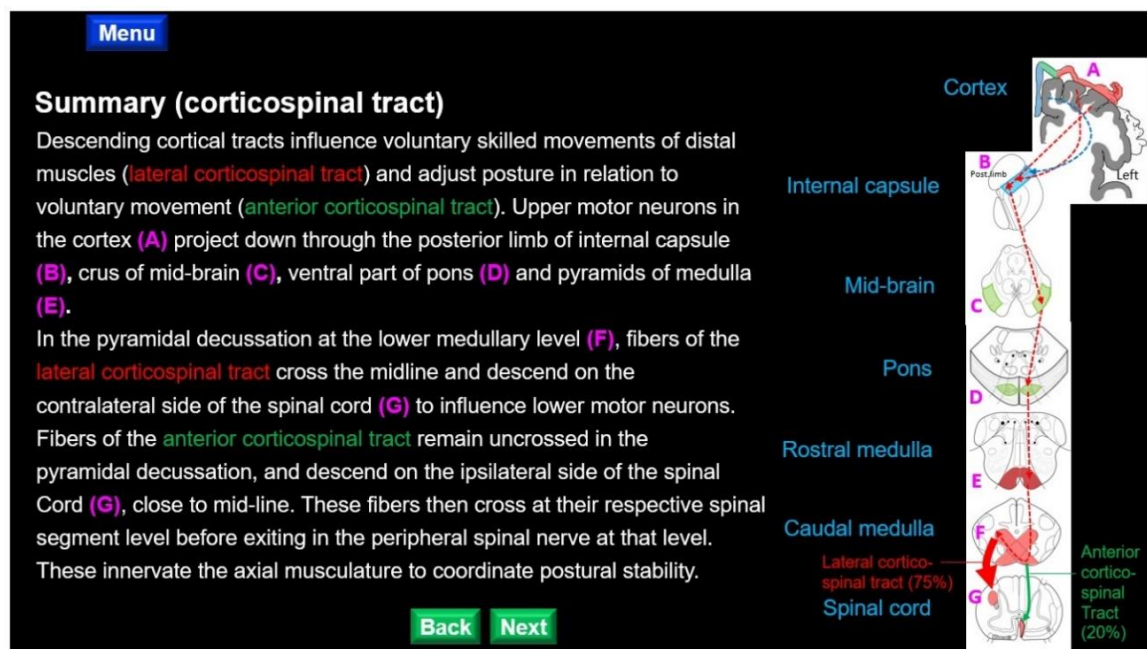 Menu
Summary (corticospinal tract)
Descending cortical tracts influence voluntary skilled movements of distal
muscles (lateral corticospinal tract) and adjust posture in relation to
voluntary movement (anterior corticospinal tract). Upper motor neurons in
the cortex (A) project down through the posterior limb of internal capsule
(B), crus of mid-brain (C), ventral part of pons (D) and pyramids of medulla
(E).
In the pyramidal decussation at the lower medullary level (F), fibers of the
lateral corticospinal tract cross the midline and descend on the
contralateral side of the spinal cord (G) to influence lower motor neurons.
Fibers of the anterior corticospinal tract remain uncrossed in the
pyramidal decussation, and descend on the ipsilateral side of the spinal
Cord (G), close to mid-line. These fibers then cross at their respective spinal
segment level before exiting in the peripheral spinal nerve at that level.
These innervate the axial musculature to coordinate postural stability.
Back
Next
Cortex
A
Left
Internal capsule
B
Post.limb
Mid-brain
C
Pons
D
Rostral medulla
E
Caudal medulla
F
Lateral cortico-
spinal tract (75%)
Anterior
cortico-
spinal
Tract
(20%)
Spinal cord
G